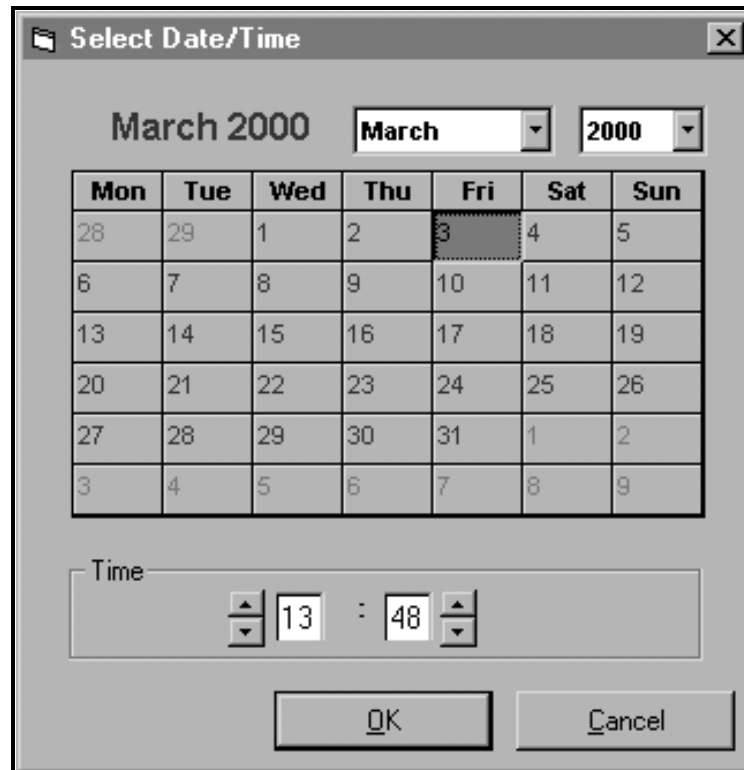 Select Date/Time
March 2000 March 2000
Mon Tue Wed Thu Fri Sat Sun
28 29 1 2 3 4 5
6 7 8 9 10 11 12
13 14 15 16 17 18 19
20 21 22 23 24 25 26
27 28 29 30 31 1 2
3 4 5 6 7 8 9
Time
13 : 48
OK Cancel